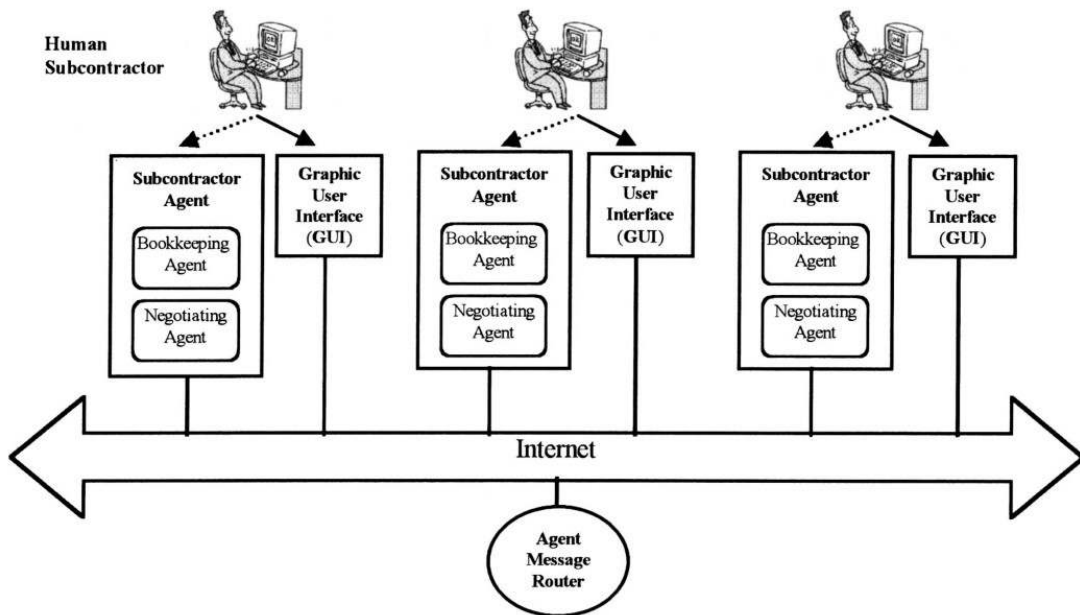 Human
Subcontractor
Subcontractor
Agent
Bookkeeping
Agent
Negotiating
Agent
Graphic
User
Interface
(GUI)
Subcontractor
Agent
Bookkeeping
Agent
Negotiating
Agent
Graphic
User
Interface
(GUI)
Subcontractor
Agent
Bookkeeping
Agent
Negotiating
Agent
Graphic
User
Interface
(GUI)
Internet
Agent
Message
Router